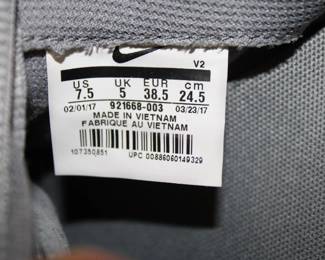 V2
US UK EUR cm
7.5 5 38.5 24.5
02/01/17 921668-003 03/23/17
MADE IN VIETNAM
FABRIQUE AU VIETNAM
107350851 UPC 00886060149329